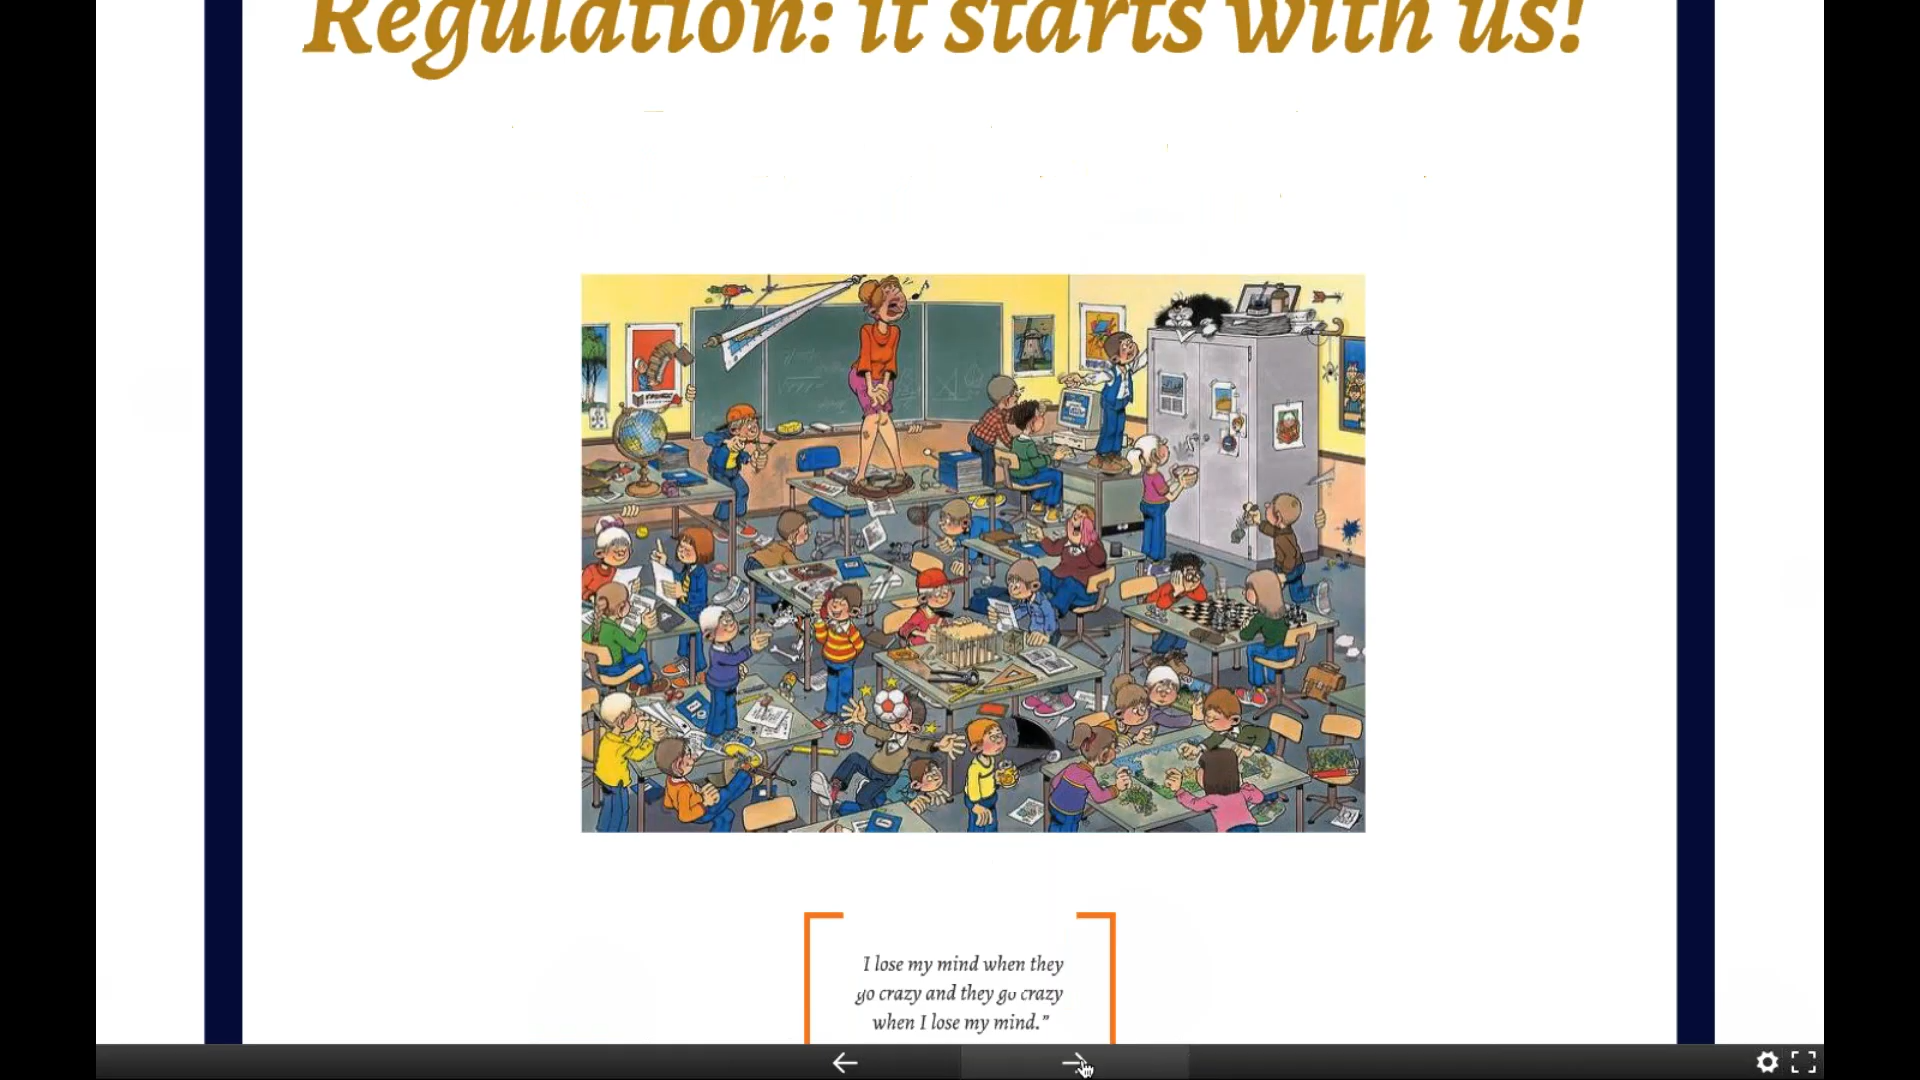 Regulation: it starts with us!
I lose my mind when they
go crazy and they go crazy
when I lose my mind."